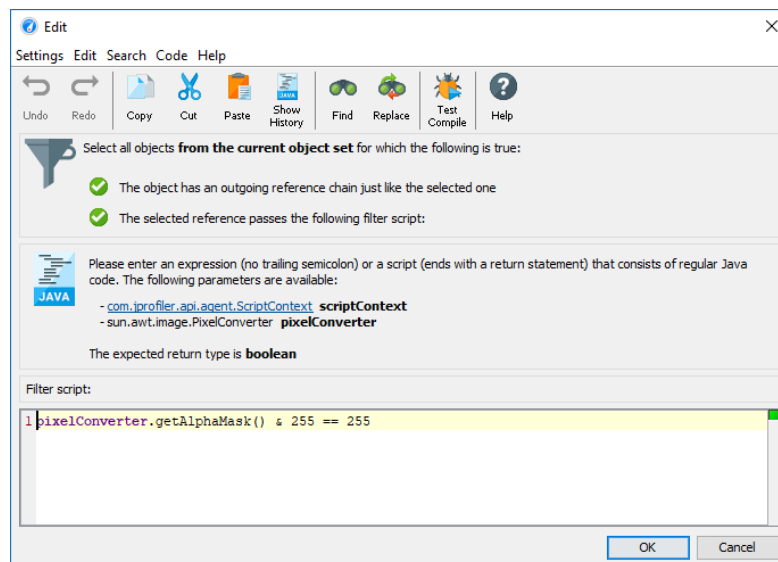 Edit
Settings Edit Search Code Help
Undo Redo Copy Cut Paste Show History Find Replace Test Compile Help
Select all objects from the current object set for which the following is true:
The object has an outgoing reference chain just like the selected one
The selected reference passes the following filter script:
Please enter an expression (no trailing semicolon) or a script (ends with a return statement) that consists of regular Java
code. The following parameters are available:
- com.jprofiler.api.agent.ScriptContext scriptContext
- sun.awt.image.PixelConverter pixelConverter
JAVA
The expected return type is boolean
Filter script:
1 pixelConverter.getAlphaMask() & 255 == 255
OK Cancel